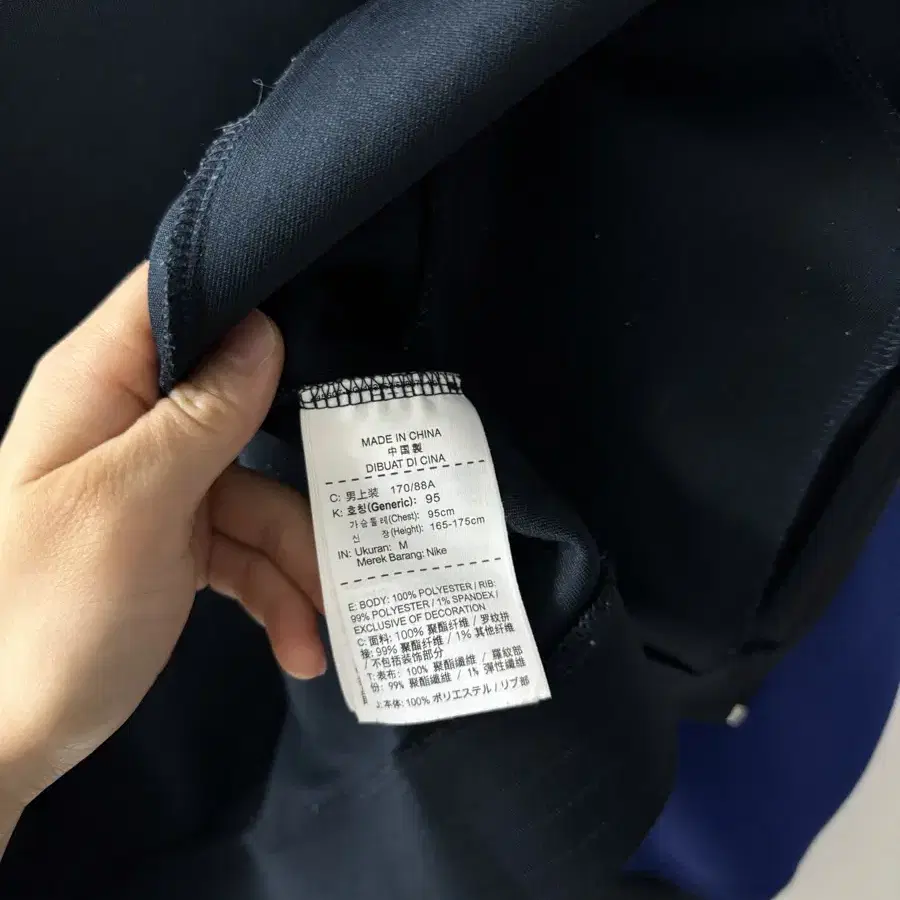 MADE IN CHINA
中国製
DIBUAT DI CINA
C: 男上装 170/88A
K: 호칭(Generic): 95
가슴둘레(Chest): 95cm
신 장(Height): 165-175cm
IN: Ukuran: M
Merek Barang: Nike
E: BODY: 100% POLYESTER / RIB:
99% POLYESTER / 1% SPANDEX /
EXCLUSIVE OF DECORATION
C: 面料: 100% 聚酯纤维 / 罗纹拼
接: 99% 聚酯纤维 / 1% 其他纤维
/ 不包括装饰部分
T: 表布: 100% 聚酯纖維 / 羅紋部
份: 99% 聚酯纖維 / 1% 彈性纖維
J: 本体: 100% ポリエステル / リブ部